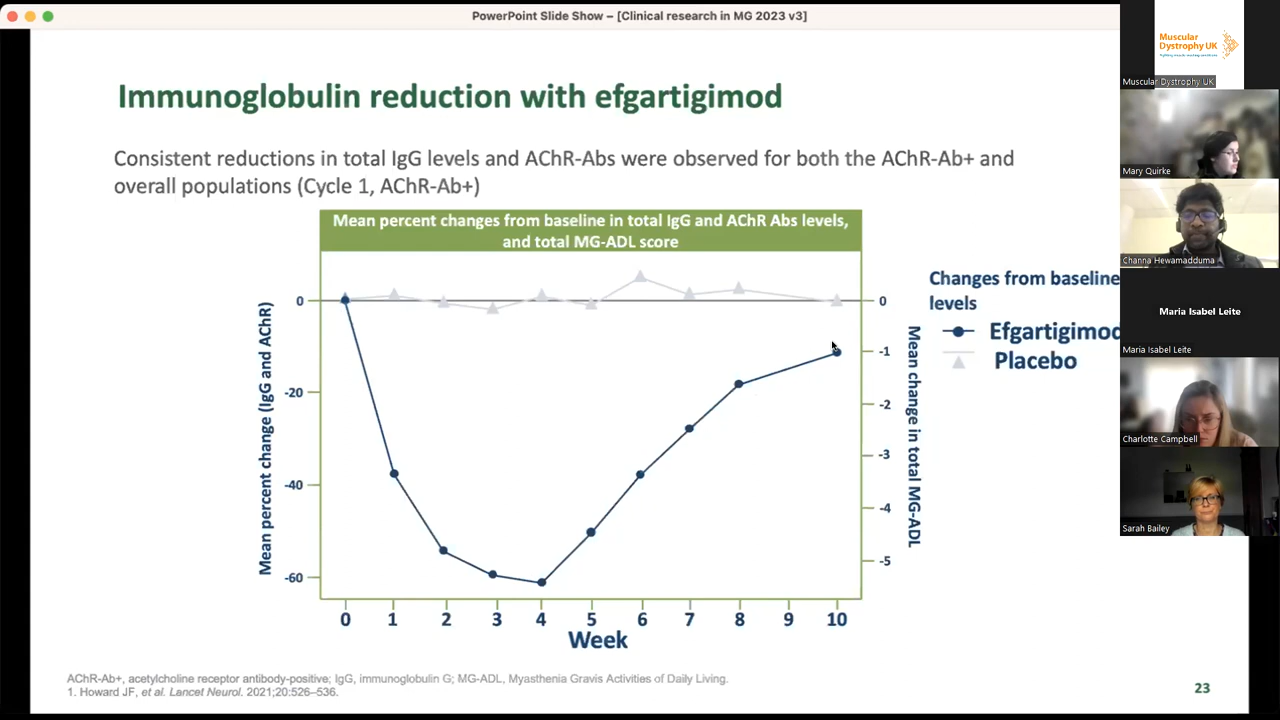 PowerPoint Slide Show – [Clinical research in MG 2023 v3]
Immunoglobulin reduction with efgartigimod
Consistent reductions in total IgG levels and AChR-Abs were observed for both the AChR-Ab+ and
overall populations (Cycle 1, AChR-Ab+)
Mean percent changes from baseline in total IgG and AChR Abs levels,
and total MG-ADL score
Mean percent change (IgG and AChR)
0
-20
-40
-60
0
-1
-2
-3
-4
-5
Mean change in total MG-ADL
0 1 2 3 4 5 6 7 8 9 10
Week
Changes from baseline
levels
Efgartigimod
Placebo
AChR-Ab+, acetylcholine receptor antibody-positive; IgG, immunoglobulin G; MG-ADL, Myasthenia Gravis Activities of Daily Living.
1. Howard JF, et al. Lancet Neurol. 2021;20:526–536.
23
Muscular
Dystrophy UK
Muscular Dystrophy UK
Mary Quirke
Channa Hewamadduma
Maria Isabel Leite
Maria Isabel Leite
Charlotte Campbell
Sarah Bailey